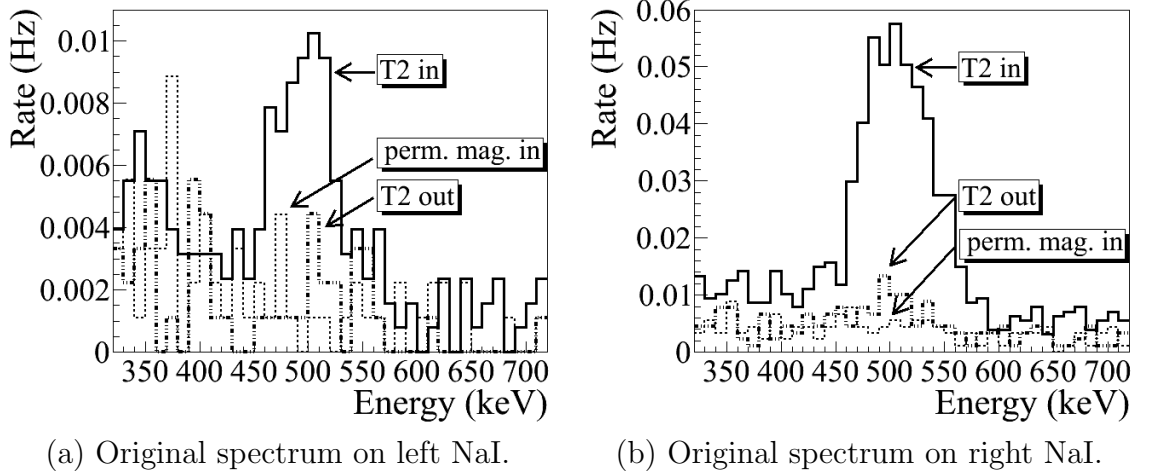 Rate (Hz)
0.01
0.008
0.006
0.004
0.002
0
T2 in
perm. mag. in
T2 out
350 400 450 500 550 600 650 700
Energy (keV)
(a) Original spectrum on left NaI.
Rate (Hz)
0.06
0.05
0.04
0.03
0.02
0.01
0
T2 in
T2 out
perm. mag. in
350 400 450 500 550 600 650 700
Energy (keV)
(b) Original spectrum on right NaI.